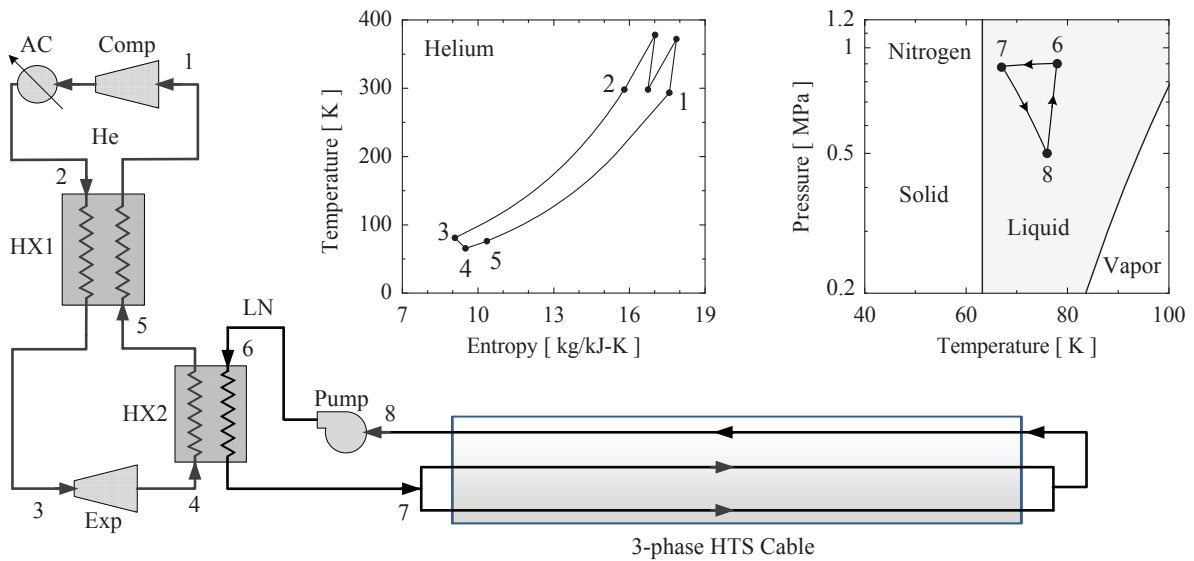 AC
Comp
1
He
2
HX1
5
LN
6
HX2
Pump
8
3
Exp
4
7
3-phase HTS Cable
Temperature [ K ]
400
300
200
100
0
Helium
2
1
3
4
5
7
10
13
16
19
Entropy [ kg/kJ-K ]
Pressure [ MPa ]
1.2
1
0.5
0.2
Nitrogen
7
6
8
Solid
Liquid
Vapor
40
60
80
100
Temperature [ K ]